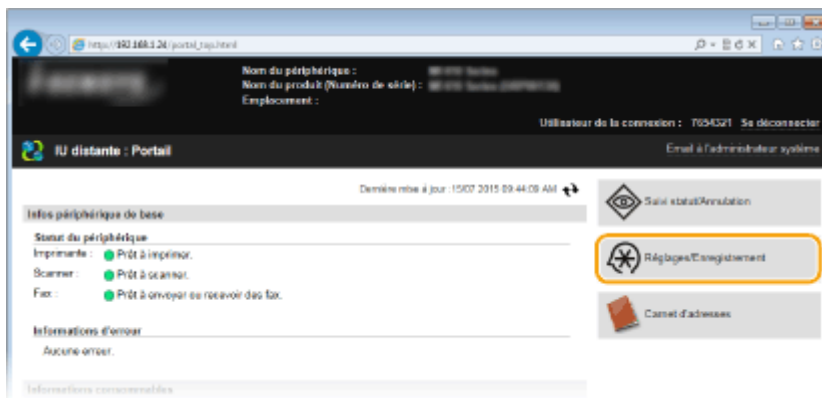 http://192.168.1.24/portal_top.html
Nom du périphérique :
Nom du produit (Numéro de série) :
Emplacement :
Utilisateur de la connexion : 7654321 Se déconnecter
IU distante : Portail
Email à l'administrateur système
Dernière mise à jour :15/07 2015 09:44:09 AM
Infos périphérique de base
Statut du périphérique
Imprimante : Prêt à imprimer.
Scanner : Prêt à scanner.
Fax : Prêt à envoyer ou recevoir des fax.
Informations d'erreur
Aucune erreur.
Informations consommables
Suivi statut/Annulation
Réglages/Enregistrement
Carnet d'adresses